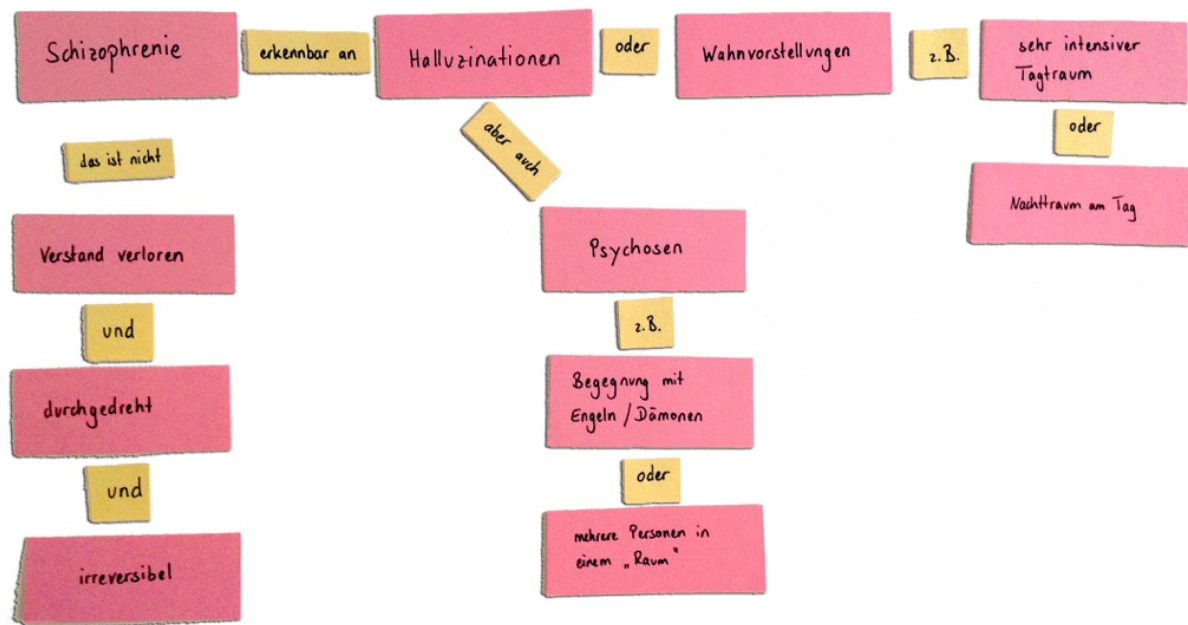 Schizophrenie
erkennbar an
Halluzinationen
oder
Wahnvorstellungen
z.B.
sehr intensiver
Tagtraum
oder
Nachttraum am Tag
aber auch
Psychosen
z.B.
Begegnung mit
Engeln / Dämonen
oder
mehrere Personen in
einem „Raum“
das ist nicht
Verstand verloren
und
durchgedreht
und
irreversibel